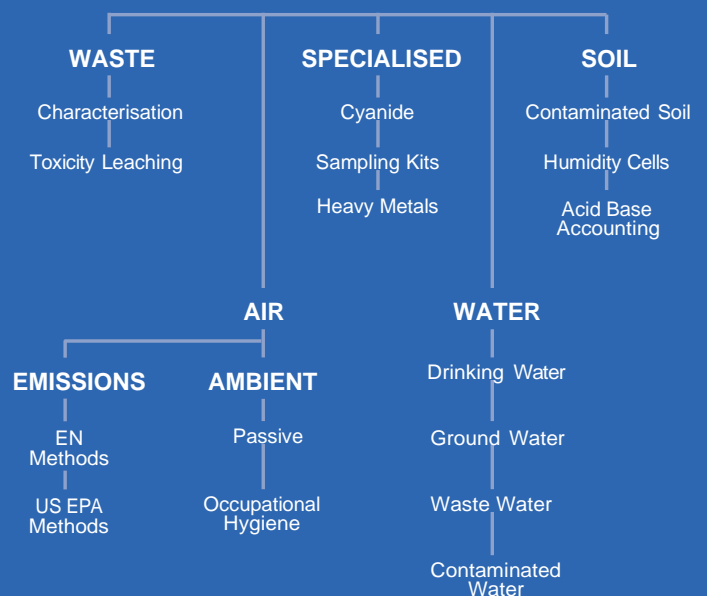 WASTE
Characterisation
Toxicity Leaching
SPECIALISED
Cyanide
Sampling Kits
Heavy Metals
SOIL
Contaminated Soil
Humidity Cells
Acid Base
Accounting
AIR
EMISSIONS
EN
Methods
US EPA
Methods
AMBIENT
Passive
Occupational
Hygiene
WATER
Drinking Water
Ground Water
Waste Water
Contaminated
Water